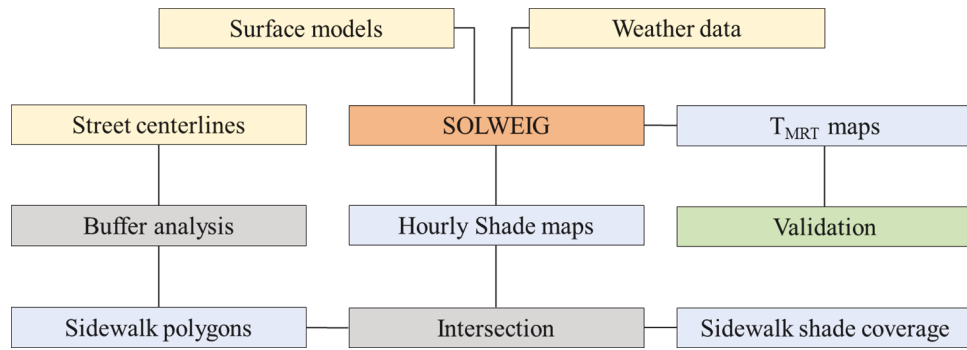 Surface models
Weather data
Street centerlines
SOLWEIG
T_MRT maps
Buffer analysis
Hourly Shade maps
Validation
Sidewalk polygons
Intersection
Sidewalk shade coverage